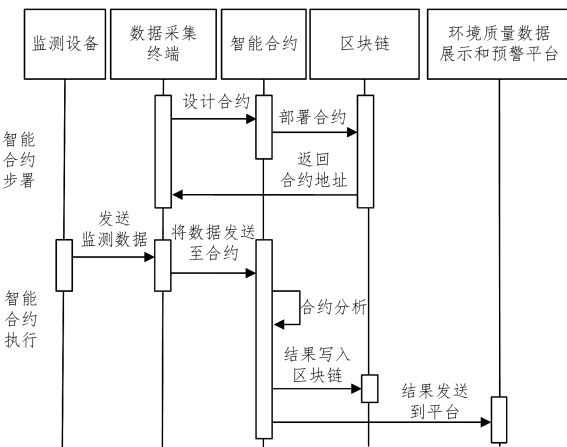 监测设备
数据采集
终端
智能合约
区块链
环境质量数据
展示和预警平台
设计合约
部署合约
智能
合约
步署
返回
合约地址
发送
监测数据
将数据发送
至合约
智能
合约
执行
合约分析
结果写入
区块链
结果发送
到平台